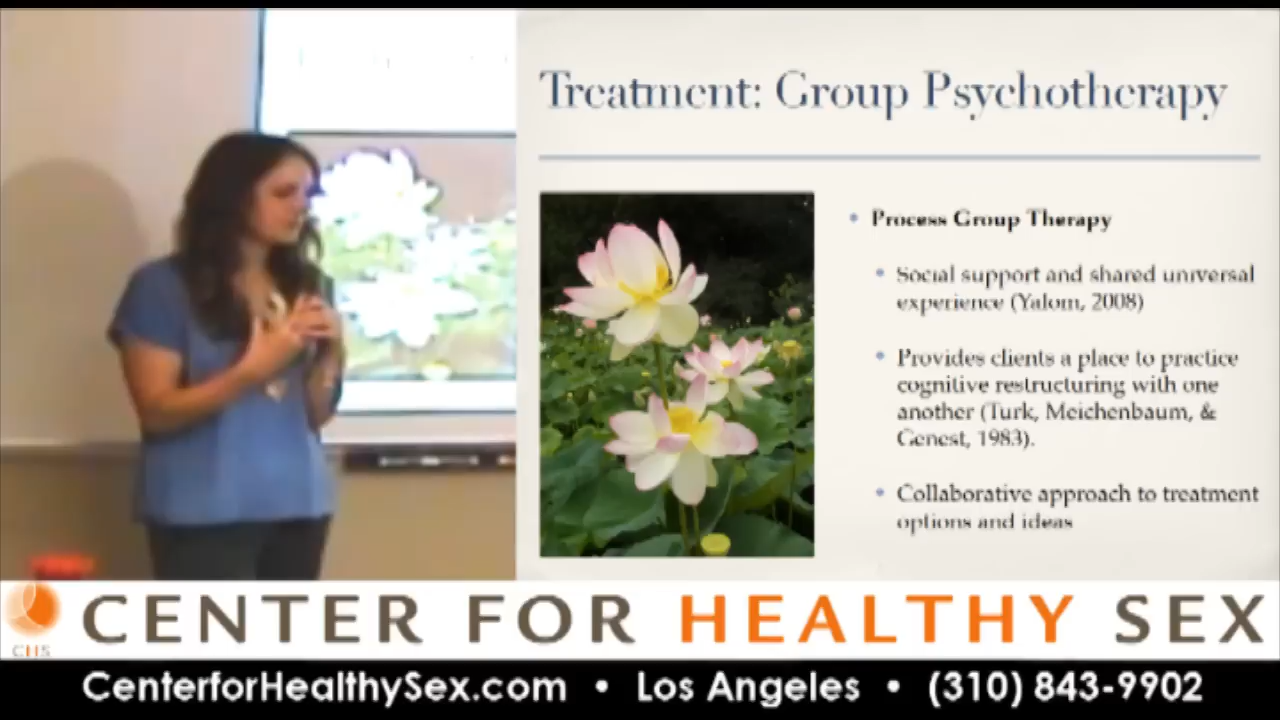 Treatment: Group Psychotherapy
• Process Group Therapy
• Social support and shared universal
experience (Yalom, 2008)
• Provides clients a place to practice
cognitive restructuring with one
another (Turk, Meichenbaum, &
Genest, 1983).
• Collaborative approach to treatment
options and ideas
CHS
CENTER FOR HEALTHY SEX
CenterforHealthySex.com • Los Angeles • (310) 843-9902